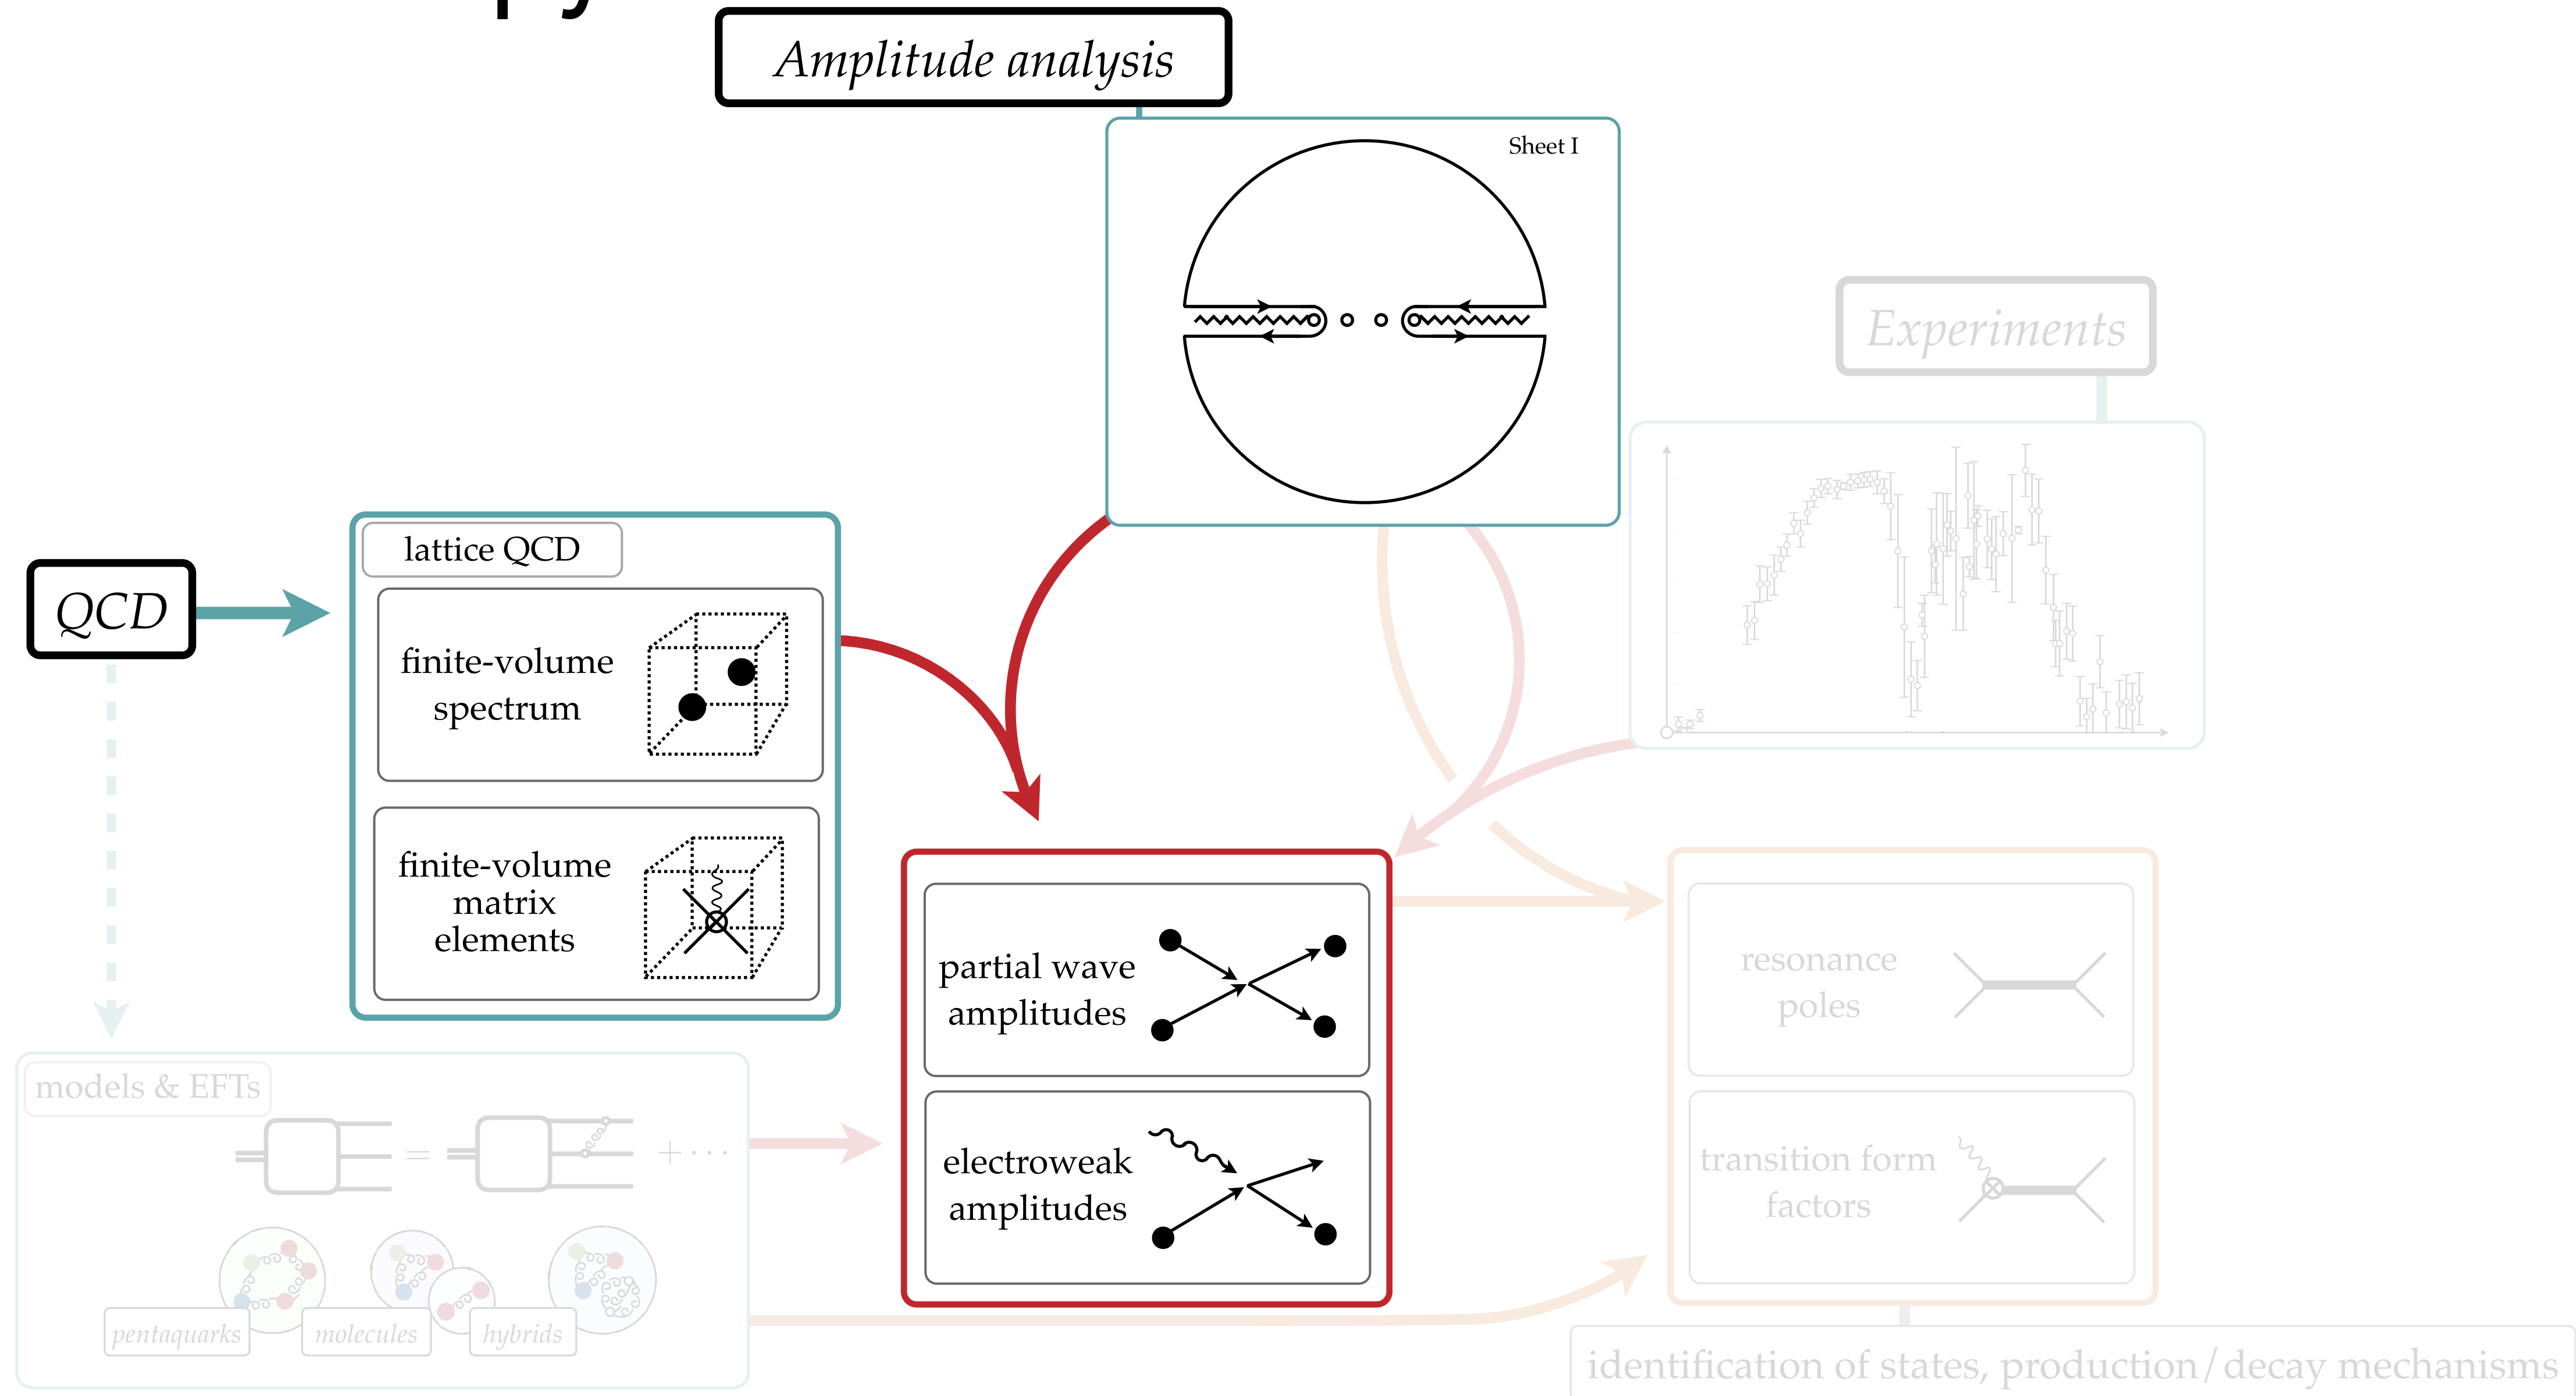 Amplitude analysis
Sheet I
Experiments
lattice QCD
QCD
finite-volume
spectrum
finite-volume
matrix
elements
partial wave
amplitudes
resonance
poles
models & EFTs
= + · · ·
electroweak
amplitudes
transition form
factors
pentaquarks
molecules
hybrids
identification of states, production/decay mechanisms